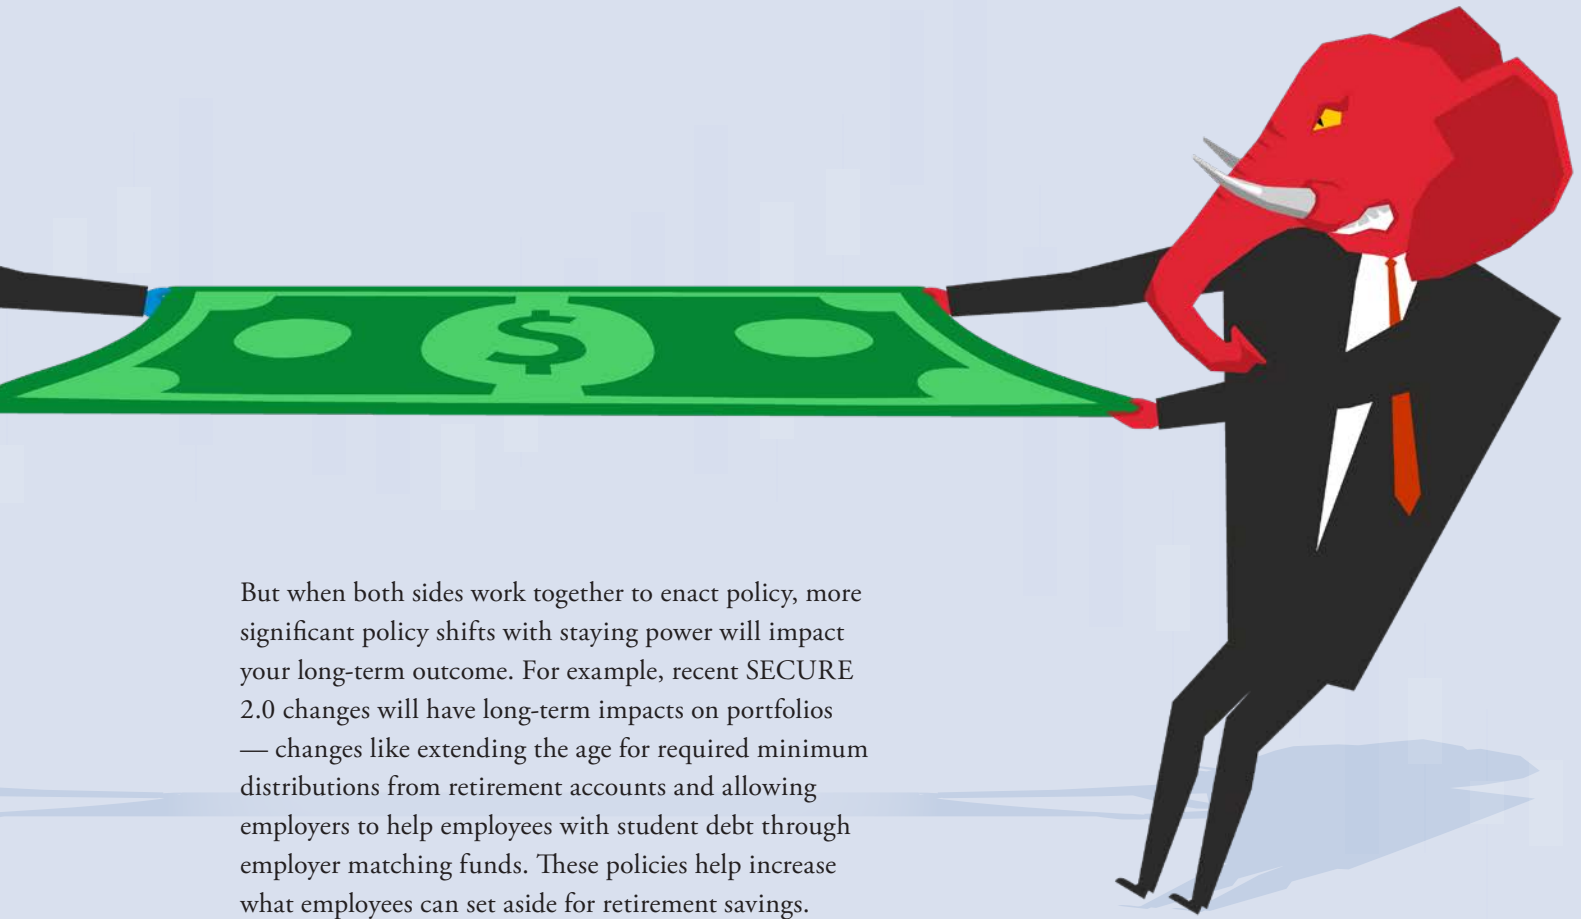 $
But when both sides work together to enact policy, more
significant policy shifts with staying power will impact
your long-term outcome. For example, recent SECURE
2.0 changes will have long-term impacts on portfolios
— changes like extending the age for required minimum
distributions from retirement accounts and allowing
employers to help employees with student debt through
employer matching funds. These policies help increase
what employees can set aside for retirement savings.